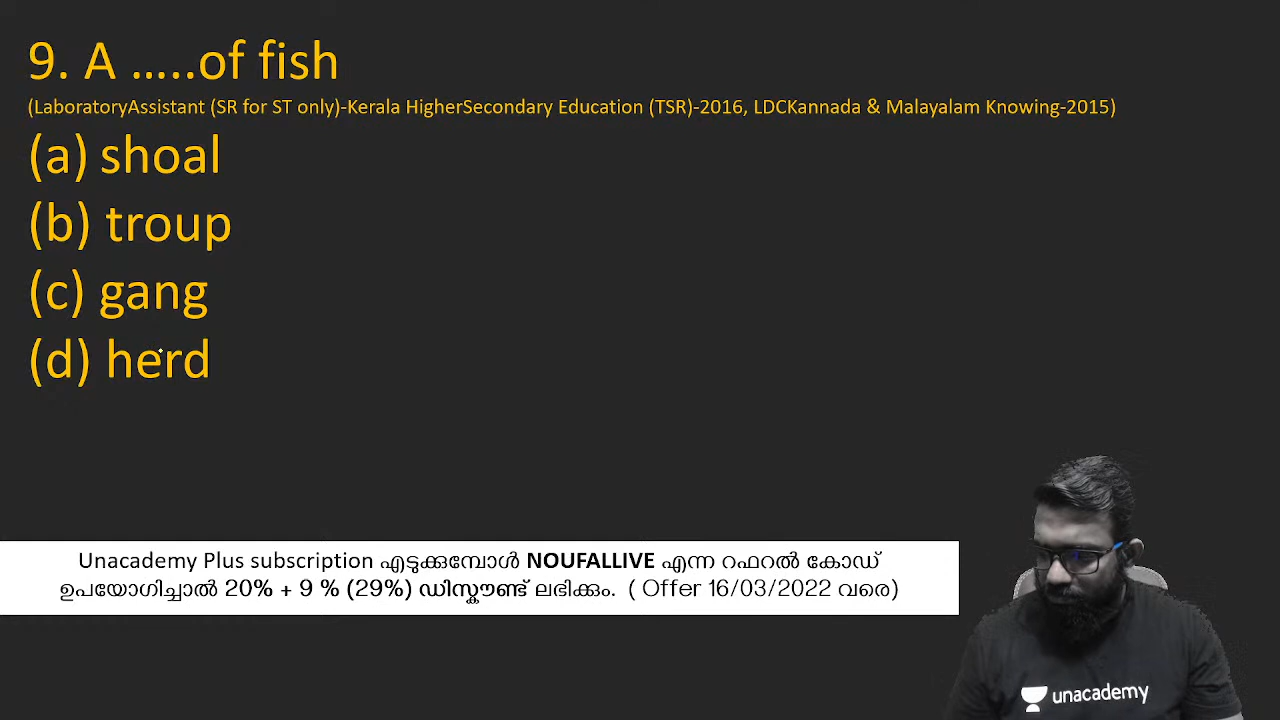 9. A .....of fish
(LaboratoryAssistant (SR for ST only)-Kerala HigherSecondary Education (TSR)-2016, LDCKannada & Malayalam Knowing-2015)
(a) shoal
(b) troup
(c) gang
(d) herd
Unacademy Plus subscription എടുക്കുമ്പോൾ NOUFALLIVE എന്ന റഫറൽ കോഡ്
ഉപയോഗിച്ചാൽ 20% + 9 % (29%) ഡിസ്കൗണ്ട് ലഭിക്കും. ( Offer 16/03/2022 വരെ)
unacademy